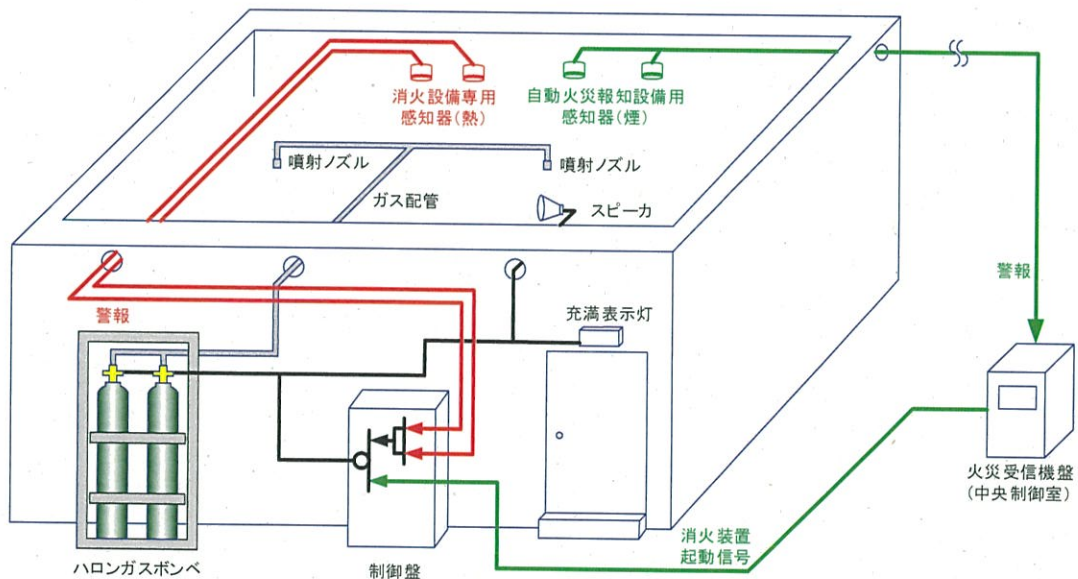 消火設備専用
感知器(熱)
自動火災報知設備用
感知器(煙)
噴射ノズル
噴射ノズル
ガス配管
スピーカ
警報
警報
充満表示灯
火災受信機盤
(中央制御室)
消火装置
起動信号
ハロンガスボンベ
制御盤